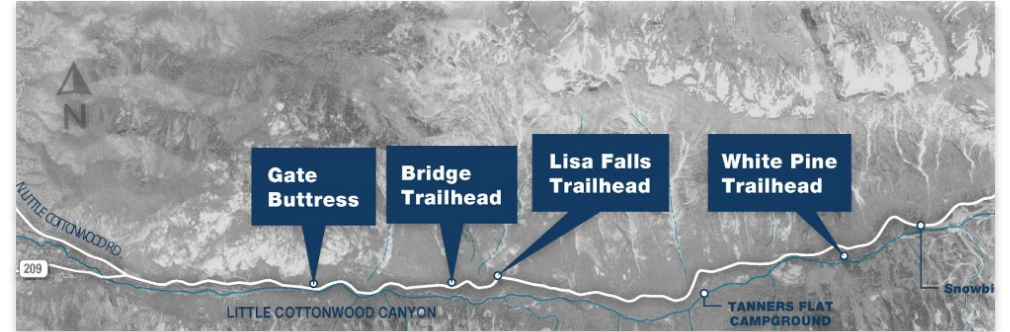 N
Gate
Buttress
Bridge
Trailhead
Lisa Falls
Trailhead
White Pine
Trailhead
N LITTLE COTTONWOOD RD
209
LITTLE COTTONWOOD CANYON
TANNERS FLAT
CAMPGROUND
Snowbi